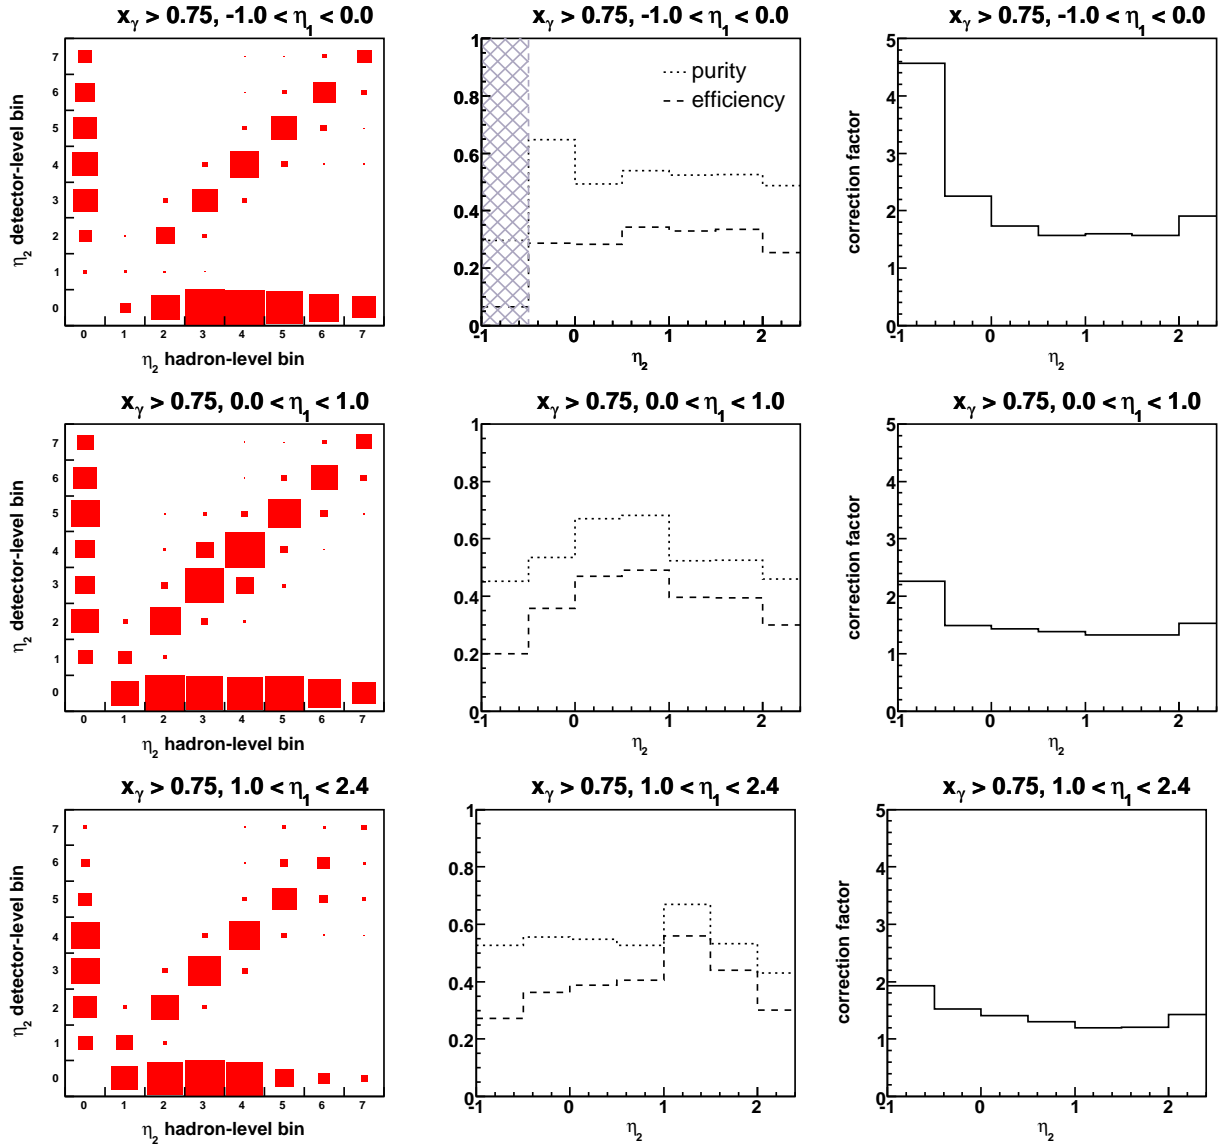 xγ > 0.75, -1.0 < η1 < 0.0
η2 detector-level bin
7
6
5
4
3
2
1
0
0 1 2 3 4 5 6 7
η2 hadron-level bin
xγ > 0.75, -1.0 < η1 < 0.0
1
0.8
0.6
0.4
0.2
0
-1 0 1 2
η2
purity
efficiency
xγ > 0.75, -1.0 < η1 < 0.0
correction factor
5
4
3
2
1
0
-1 0 1 2
η2
xγ > 0.75, 0.0 < η1 < 1.0
η2 detector-level bin
7
6
5
4
3
2
1
0
0 1 2 3 4 5 6 7
η2 hadron-level bin
xγ > 0.75, 0.0 < η1 < 1.0
1
0.8
0.6
0.4
0.2
0
-1 0 1 2
η2
xγ > 0.75, 0.0 < η1 < 1.0
correction factor
5
4
3
2
1
0
-1 0 1 2
η2
xγ > 0.75, 1.0 < η1 < 2.4
η2 detector-level bin
7
6
5
4
3
2
1
0
0 1 2 3 4 5 6 7
η2 hadron-level bin
xγ > 0.75, 1.0 < η1 < 2.4
1
0.8
0.6
0.4
0.2
0
-1 0 1 2
η2
xγ > 0.75, 1.0 < η1 < 2.4
correction factor
5
4
3
2
1
0
-1 0 1 2
η2